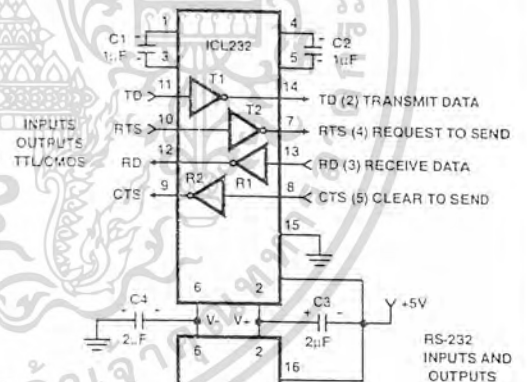 1
4
ICL232
C1
1µF
3
C2
1µF
5
T1
TD 11
14
TD (2) TRANSMIT DATA
T2
INPUTS
OUTPUTS
TTL/CMOS
RTS 10
7
RTS (4) REQUEST TO SEND
RD 12
13
RD (3) RECEIVE DATA
R1
CTS 9
R2
8
CTS (5) CLEAR TO SEND
15
6
2
C4
2µF
V-
V+
C3
2µF
+5V
6
2
16
RS-232
INPUTS AND
OUTPUTS